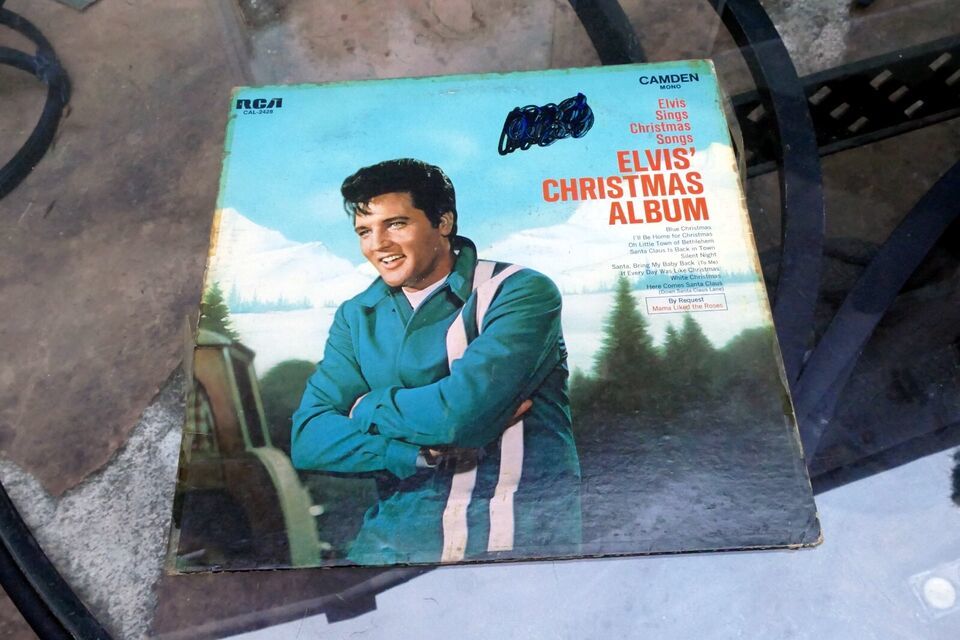 RCA
CAL-2428
CAMDEN
MONO
Elvis
Sings
Christmas
Songs
ELVIS'
CHRISTMAS
ALBUM
Blue Christmas
I'll Be Home for Christmas
Oh Little Town of Bethlehem
Santa Claus Is Back in Town
Silent Night
Santa, Bring My Baby Back (To Me)
If Every Day Was Like Christmas
White Christmas
Here Comes Santa Claus
(Down Santa Claus Lane)
By Request
Mama Liked the Roses